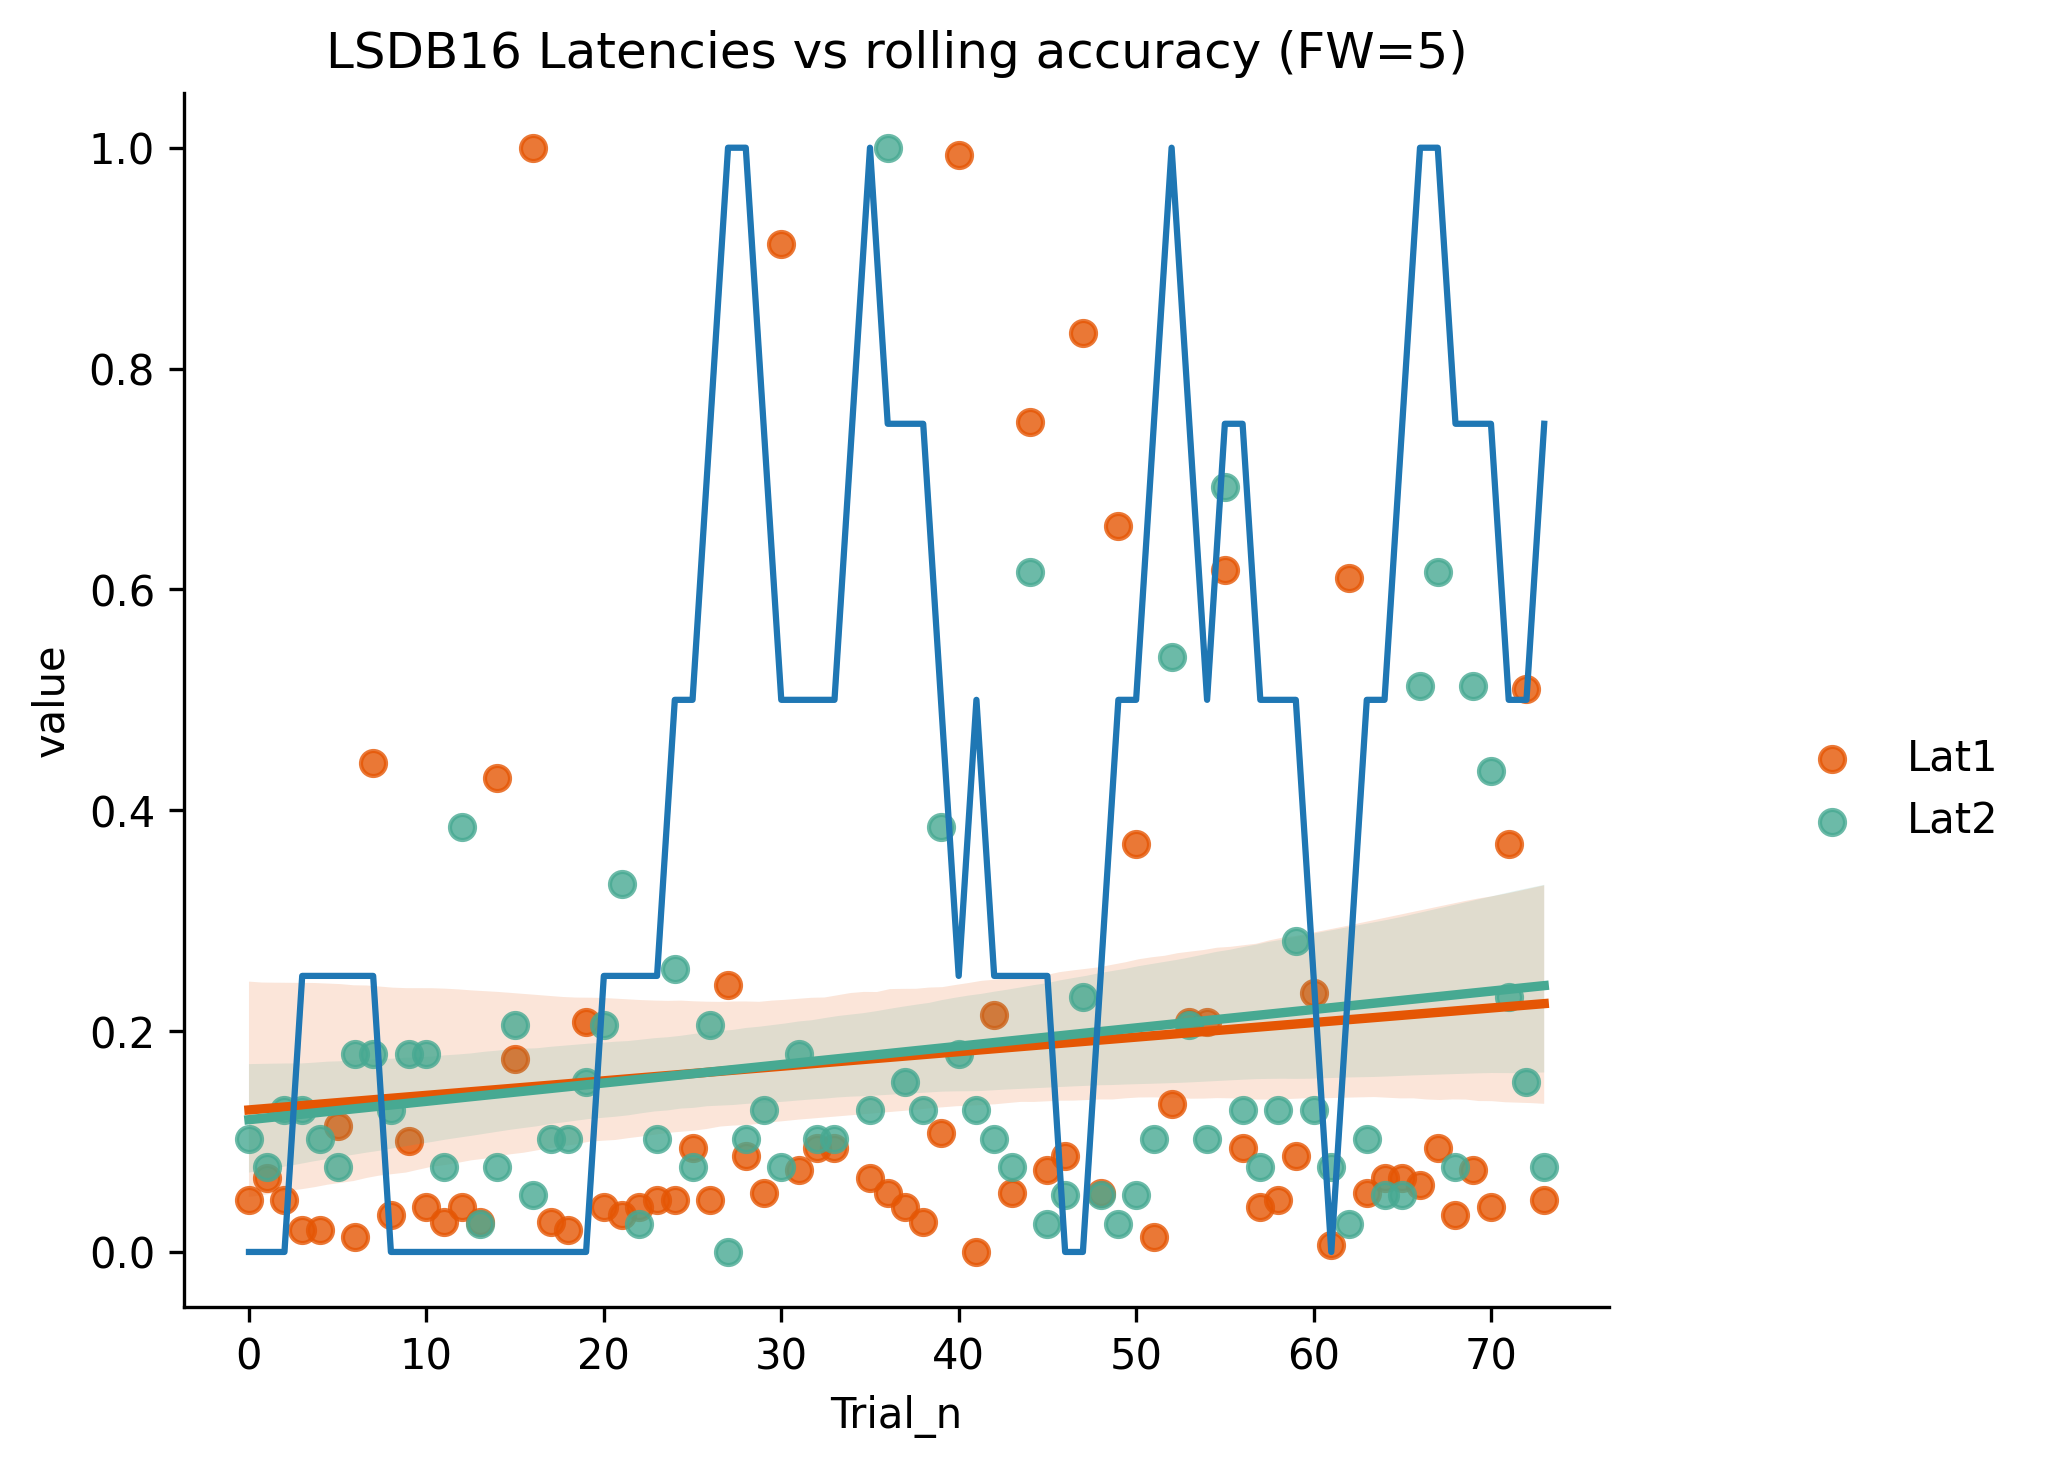 LSDB16 Latencies vs rolling accuracy (FW=5)
1.0
0.8
0.6
0.4
0.2
0.0
value
0 10 20 30 40 50 60 70
Trial_n
Lat1
Lat2